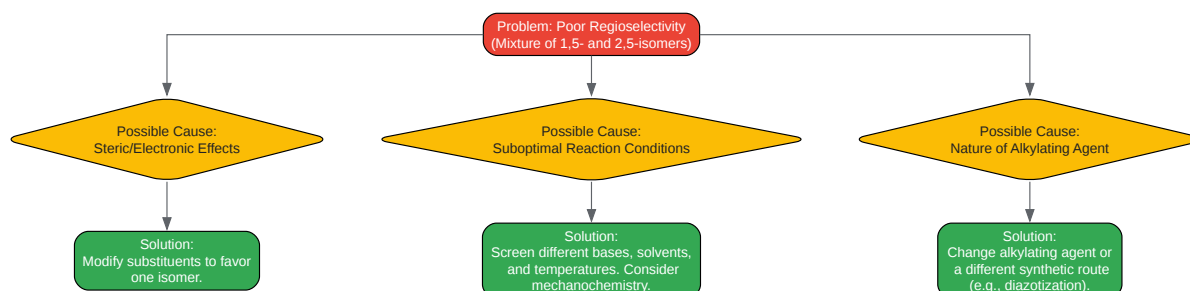 Problem: Poor Regioselectivity
(Mixture of 1,5- and 2,5-isomers)
Possible Cause:
Steric/Electronic Effects
Possible Cause:
Suboptimal Reaction Conditions
Possible Cause:
Nature of Alkylating Agent
Solution:
Modify substituents to favor
one isomer.
Solution:
Screen different bases, solvents,
and temperatures. Consider
mechanochemistry.
Solution:
Change alkylating agent or
a different synthetic route
(e.g., diazotization).